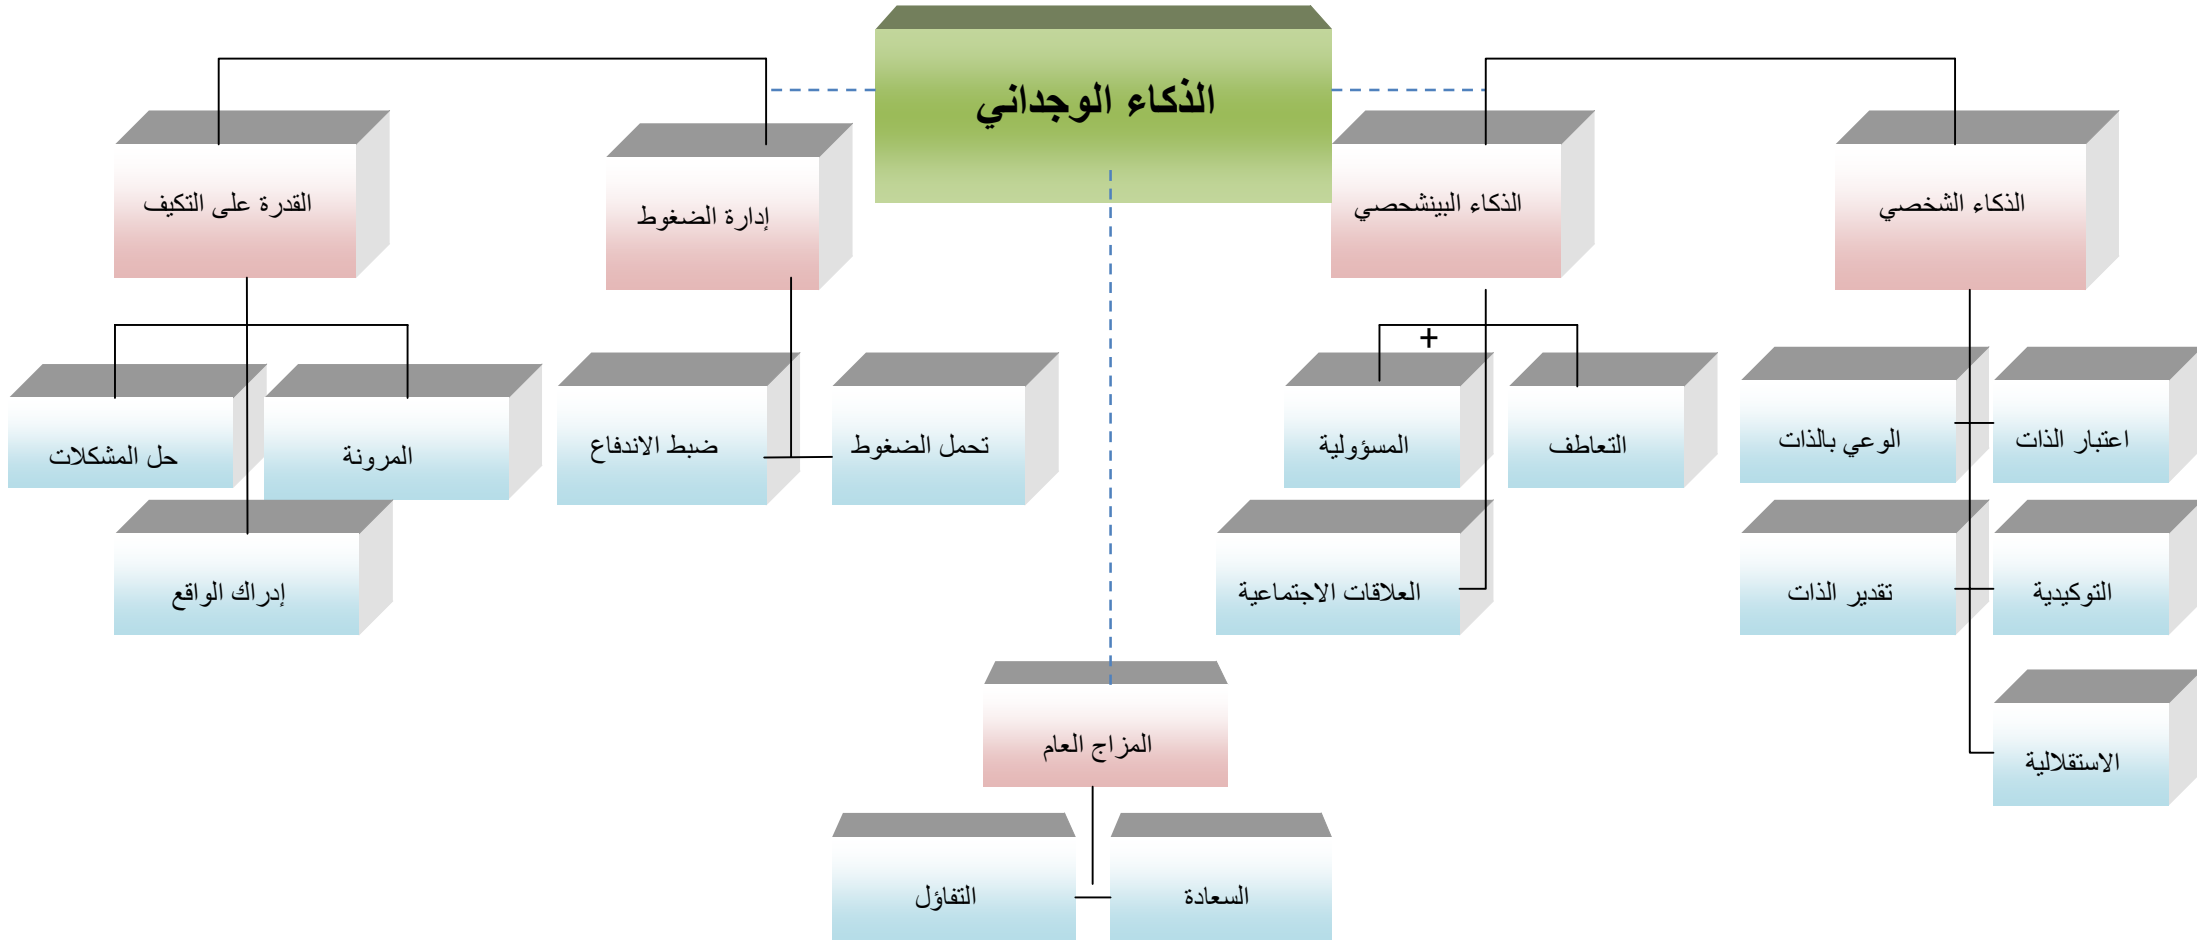 الذكاء الوجداني
الذكاء الشخصي
الذكاء البينشحصي
إدارة الضغوط
القدرة على التكيف
+
اعتبار الذات
الوعي بالذات
التعاطف
المسؤولية
تحمل الضغوط
ضبط الاندفاع
المرونة
حل المشكلات
التوكيدية
تقدير الذات
العلاقات الاجتماعية
إدراك الواقع
الاستقلالية
المزاج العام
السعادة
التفاؤل